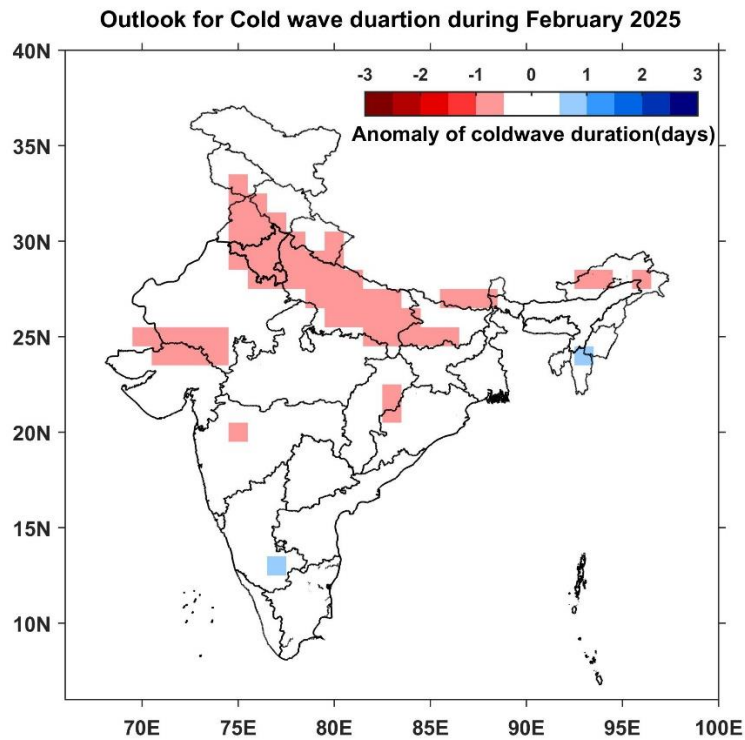 Outlook for Cold wave duartion during February 2025
40N
-3 -2 -1 0 1 2 3
Anomaly of coldwave duration(days)
35N
30N
25N
20N
15N
10N
70E 75E 80E 85E 90E 95E 100E